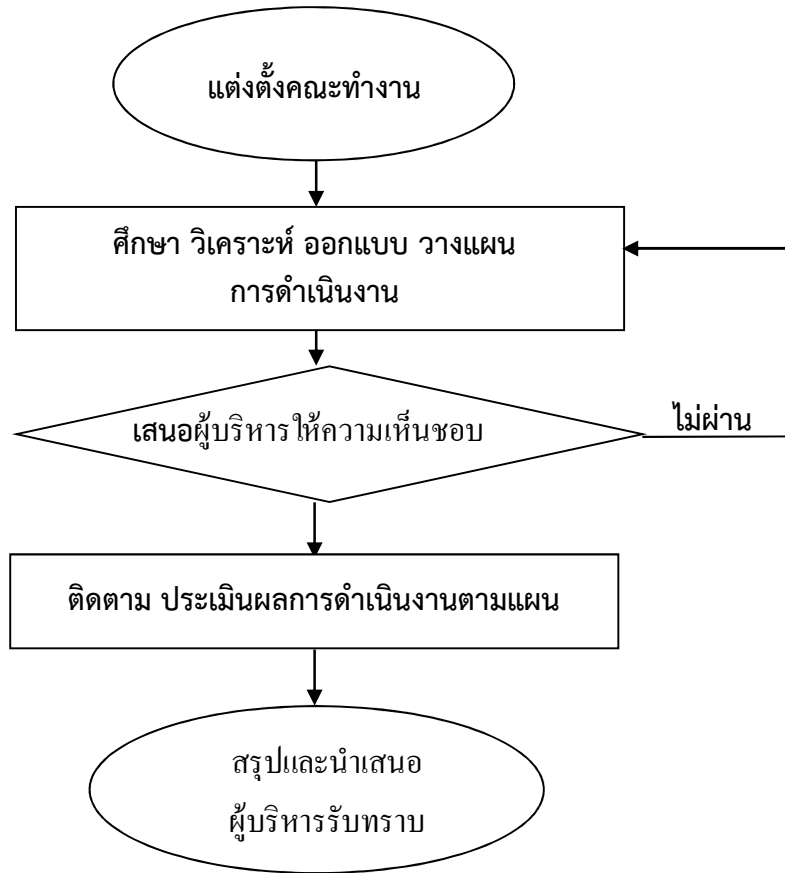 แต่งตั้งคณะทำงาน
ศึกษา วิเคราะห์ ออกแบบ วางแผน
การดำเนินงาน
เสนอผู้บริหารให้ความเห็นชอบ
ไม่ผ่าน
ติดตาม ประเมินผลการดำเนินงานตามแผน
สรุปและนำเสนอ
ผู้บริหารรับทราบ